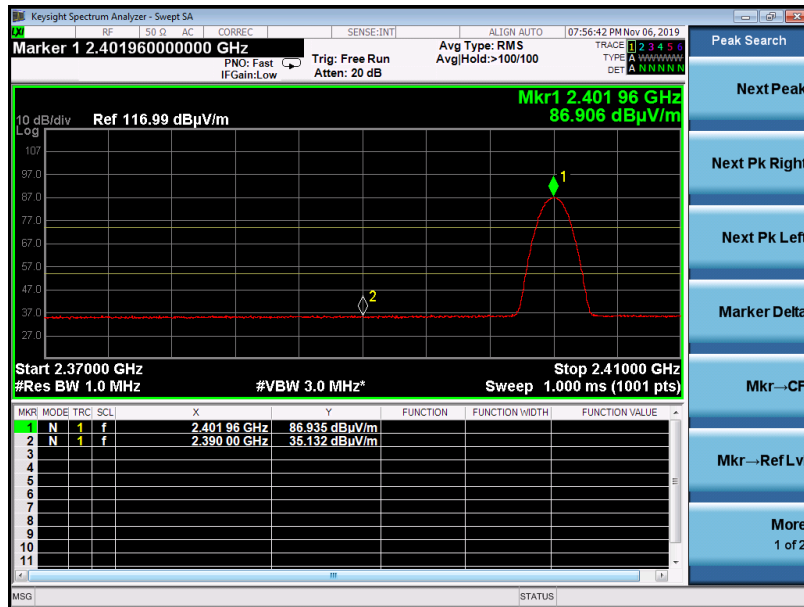 Keysight Spectrum Analyzer - Swept SA
LXI RF 50 Ω AC CORREC SENSE:INT ALIGN AUTO 07:56:42 PM Nov 06, 2019
Marker 1 2.401960000000 GHz
PNO: Fast
IFGain:Low
Trig: Free Run
Atten: 20 dB
Avg Type: RMS
Avg|Hold:>100/100
TRACE 1 2 3 4 5 6
TYPE A WWWWW
DET A N N N N N
Peak Search
Mkr1 2.401 96 GHz
86.906 dBµV/m
10 dB/div Ref 116.99 dBµV/m
Log
107
97.0
87.0
77.0
67.0
57.0
47.0
37.0
27.0
1
2
Start 2.37000 GHz Stop 2.41000 GHz
#Res BW 1.0 MHz #VBW 3.0 MHz* Sweep 1.000 ms (1001 pts)
MKR MODE TRC SCL X Y FUNCTION FUNCTION WIDTH FUNCTION VALUE
1 N 1 f 2.401 96 GHz 86.935 dBµV/m
2 N 1 f 2.390 00 GHz 35.132 dBµV/m
3
4
5
6
7
8
9
10
11
MSG STATUS
Next Peak
Next Pk Right
Next Pk Left
Marker Delta
Mkr→CF
Mkr→Ref Lv
More
1 of 2